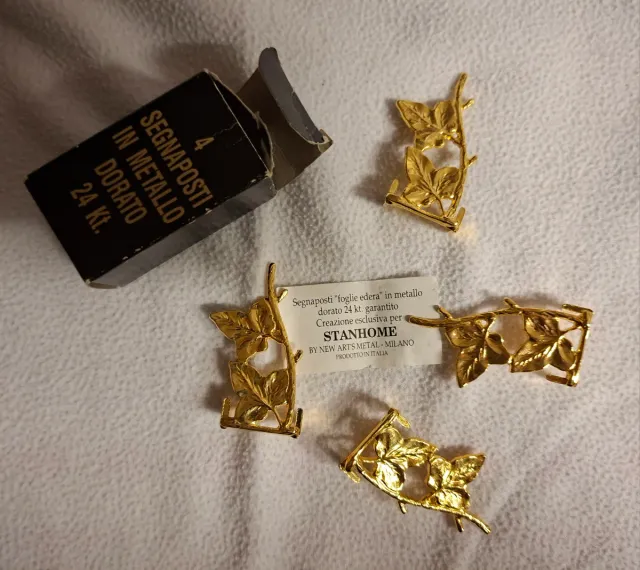 4
SEGNAPOSTI
IN METALLO
DORATO
24 Kt.
Segnaposti "foglie edera" in metallo
dorato 24 kt. garantito
Creazione esclusiva per
STANHOME
BY NEW ART'S METAL - MILANO
PRODOTTO IN ITALIA